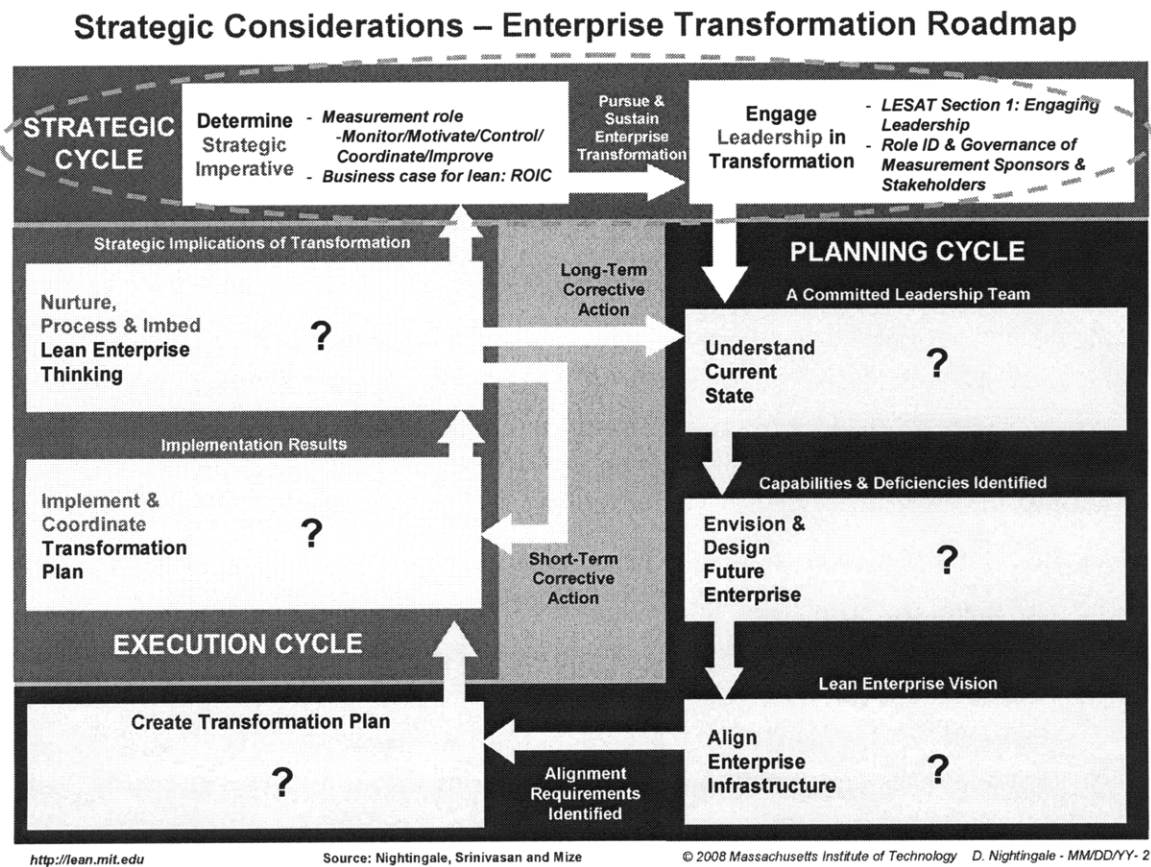 Strategic Considerations – Enterprise Transformation Roadmap
STRATEGIC
CYCLE
Determine
Strategic
Imperative
- Measurement role
-Monitor/Motivate/Control/
Coordinate/Improve
- Business case for lean: ROIC
Pursue &
Sustain
Enterprise
Transformation
Engage
Leadership in
Transformation
- LESAT Section 1: Engaging
Leadership
- Role ID & Governance of
Measurement Sponsors &
Stakeholders
Strategic Implications of Transformation
Nurture,
Process & Imbed
Lean Enterprise
Thinking
?
Long-Term
Corrective
Action
PLANNING CYCLE
A Committed Leadership Team
Understand
Current
State
?
Implementation Results
Implement &
Coordinate
Transformation
Plan
?
Short-Term
Corrective
Action
EXECUTION CYCLE
Capabilities & Deficiencies Identified
Envision &
Design
Future
Enterprise
?
Lean Enterprise Vision
Align
Enterprise
Infrastructure
?
Alignment
Requirements
Identified
Create Transformation Plan
?
http://lean.mit.edu
Source: Nightingale, Srinivasan and Mize
© 2008 Massachusetts Institute of Technology D. Nightingale - MM/DD/YY- 2